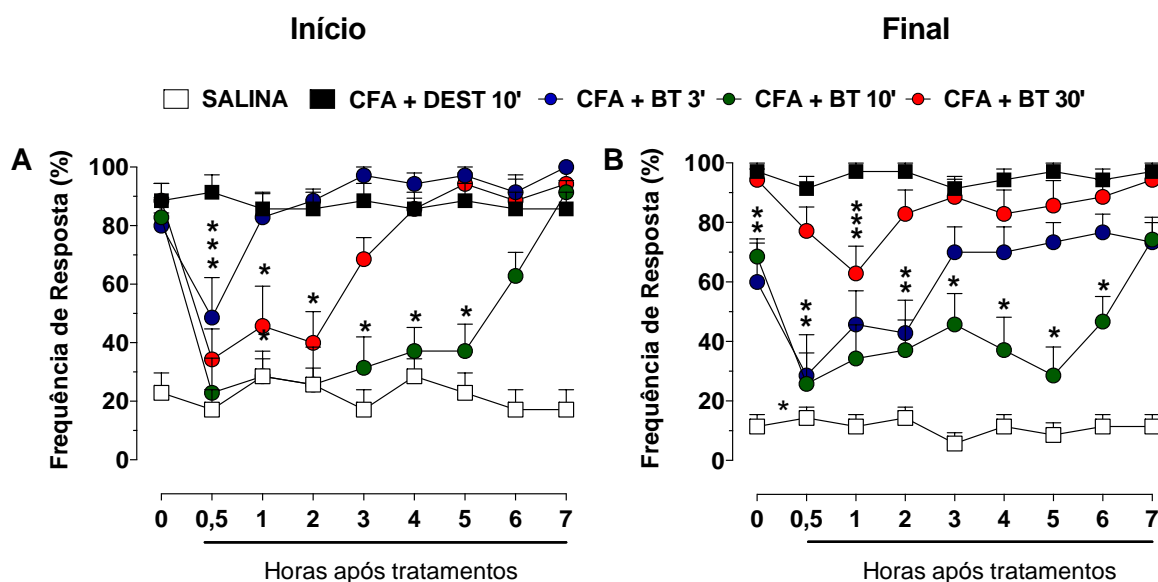 Início Final
SALINA CFA + DEST 10' CFA + BT 3' CFA + BT 10' CFA + BT 30'
A
Frequência de Resposta (%)
100
80
60
40
20
0
* * *
*
*
*
*
*
*
0 0,5 1 2 3 4 5 6 7
Horas após tratamentos
B
Frequência de Resposta (%)
100
80
60
40
20
0
* *
* *
* * *
* *
*
*
*
*
*
0 0,5 1 2 3 4 5 6 7
Horas após tratamentos